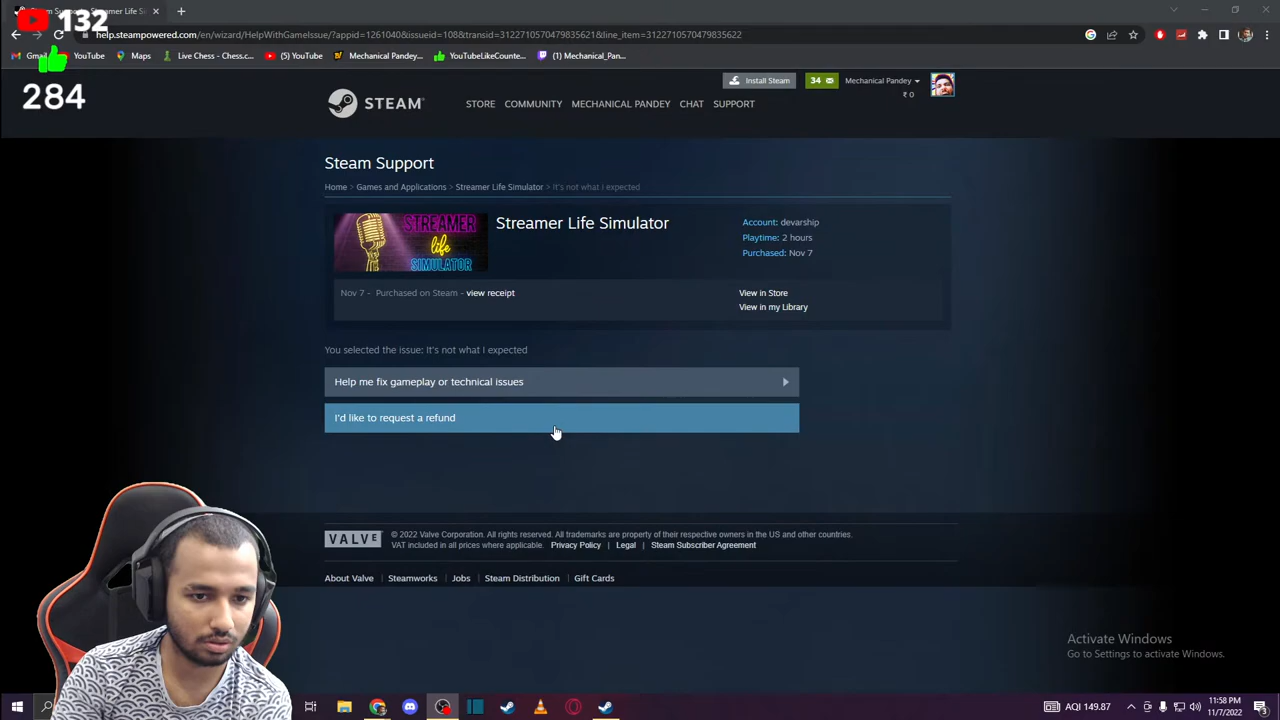 132
284
help.steampowered.com/en/wizard/HelpWithGameIssue/?appid=1261040&issueid=108&transid=3122710570479835621&line_item=3122710570479835622
Gmail YouTube Maps Live Chess - Chess.c... (5) YouTube Mechanical Pandey... YouTubeLikeCounte... (1) Mechanical_Pan...
Install Steam 34 Mechanical Pandey
₹ 0
STEAM STORE COMMUNITY MECHANICAL PANDEY CHAT SUPPORT
Steam Support
Home > Games and Applications > Streamer Life Simulator > It's not what I expected
STREAMER life SIMULATOR
Streamer Life Simulator
Account: devarship
Playtime: 2 hours
Purchased: Nov 7
Nov 7 - Purchased on Steam - view receipt
View in Store
View in my Library
You selected the issue: It's not what I expected
Help me fix gameplay or technical issues
I'd like to request a refund
VALVE
© 2022 Valve Corporation. All rights reserved. All trademarks are property of their respective owners in the US and other countries.
VAT included in all prices where applicable. Privacy Policy | Legal | Steam Subscriber Agreement
About Valve | Steamworks | Jobs | Steam Distribution | Gift Cards
Activate Windows
Go to Settings to activate Windows.
AQI 149.87
11:58 PM
11/7/2022